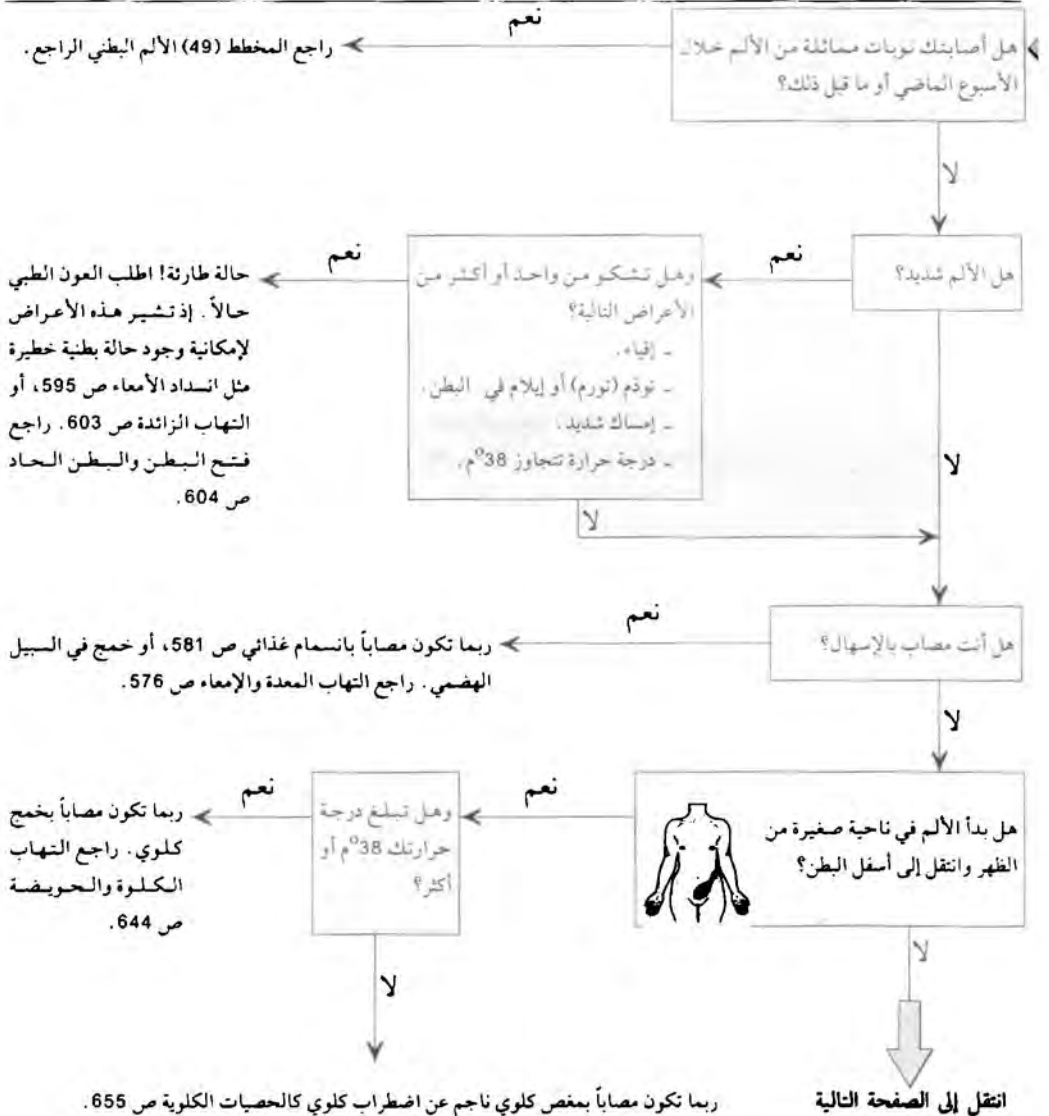 هل أصابتك نوبات مماثلة من الألم خلال
الأسبوع الماضي أو ما قبل ذلك؟
نعم
راجع المخطط (49) الألم البطني الراجع.
لا
هل الألم شديد؟
نعم
وهل تشكو من واحد أو أكثر من
الأعراض التالية؟
- إقياء.
- توذم (تورم) أو إيلام في البطن.
- إمساك شديد.
- درجة حرارة تتجاوز 38°م.
نعم
حالة طارئة! اطلب العون الطبي
حالاً. إذ تشير هذه الأعراض
لإمكانية وجود حالة بطنية خطيرة
مثل انسداد الأمعاء ص 595، أو
التهاب الزائدة ص 603. راجع
فتح البطن والبطن الحاد
ص 604.
لا
لا
هل أنت مصاب بالإسهال؟
نعم
ربما تكون مصاباً بانسمام غذائي ص 581، أو خمج في السبيل
الهضمي. راجع التهاب المعدة والإمعاء ص 576.
لا
هل بدأ الألم في ناحية صغيرة من
الظهر وانتقل إلى أسفل البطن؟
نعم
وهل تبلغ درجة
حرارتك 38°م أو
أكثر؟
نعم
ربما تكون مصاباً بخمج
كلوي. راجع التهاب
الكلوة والحويضة
ص 644.
لا
لا
انتقل إلى الصفحة التالية
ربما تكون مصاباً بمغص كلوي ناجم عن اضطراب كلوي كالحصيات الكلوية ص 655.